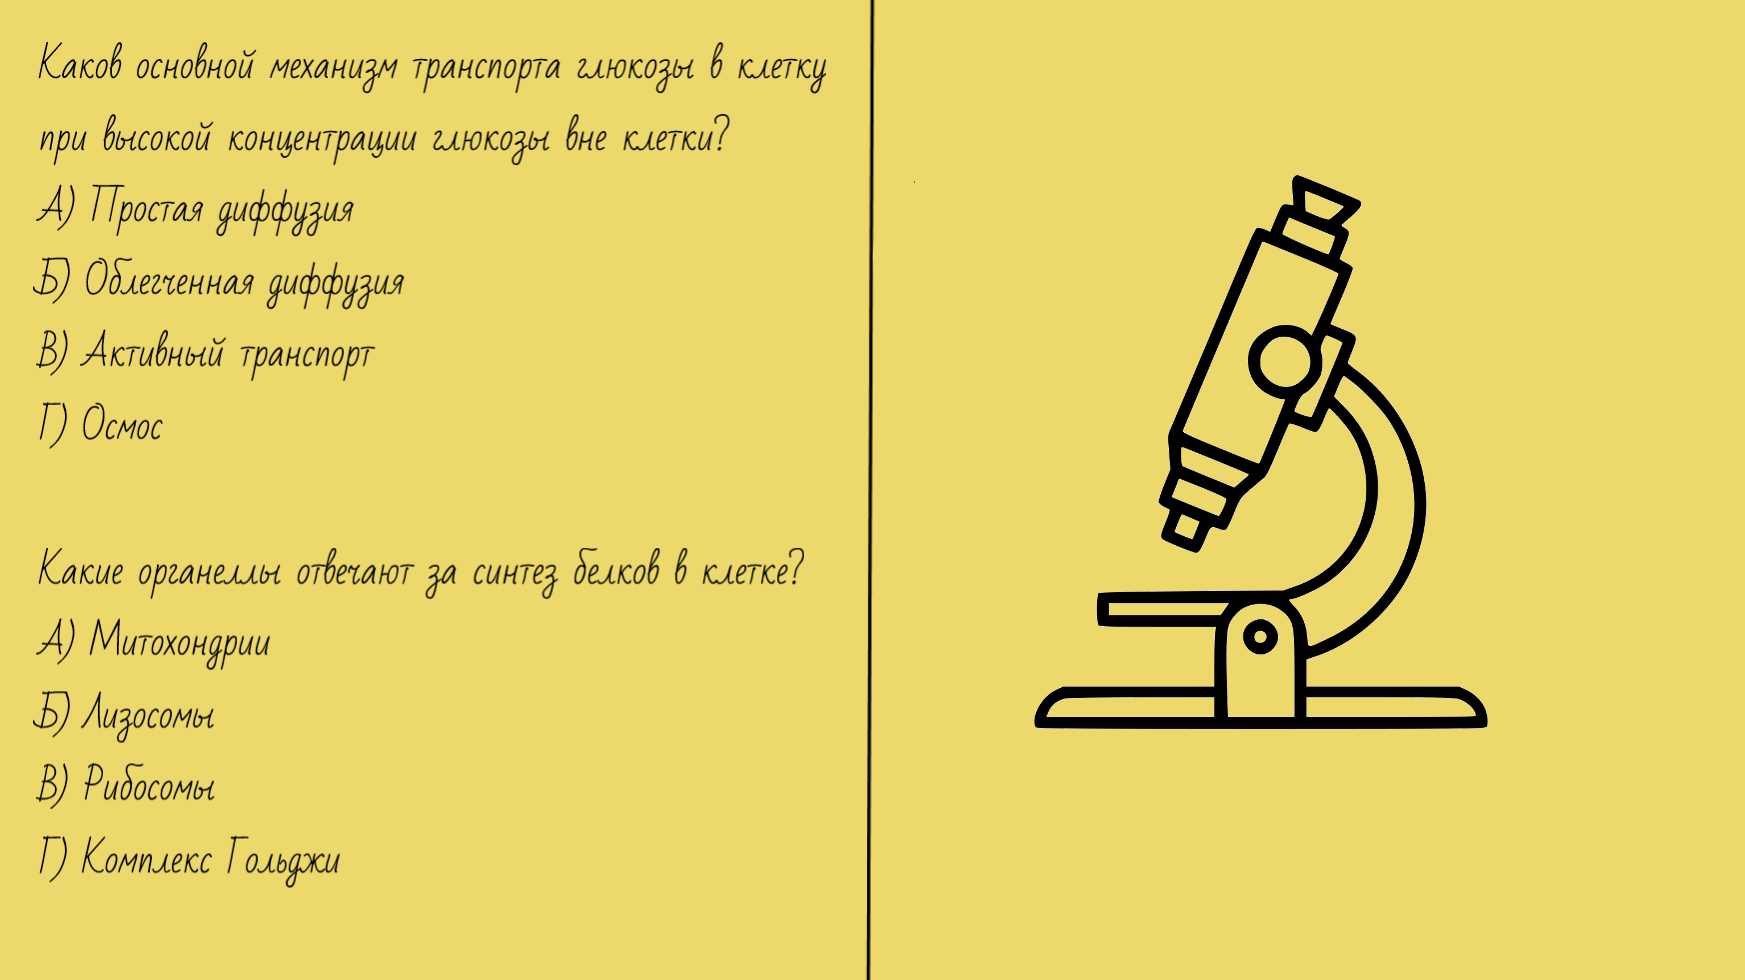 Каков основной механизм транспорта глюкозы в клетку
при высокой концентрации глюкозы вне клетки?
А) Простая диффузия
Б) Облегченная диффузия
В) Активный транспорт
Г) Осмос
Какие органеллы отвечают за синтез белков в клетке?
А) Митохондрии
Б) Лизосомы
В) Рибосомы
Г) Комплекс Гольджи